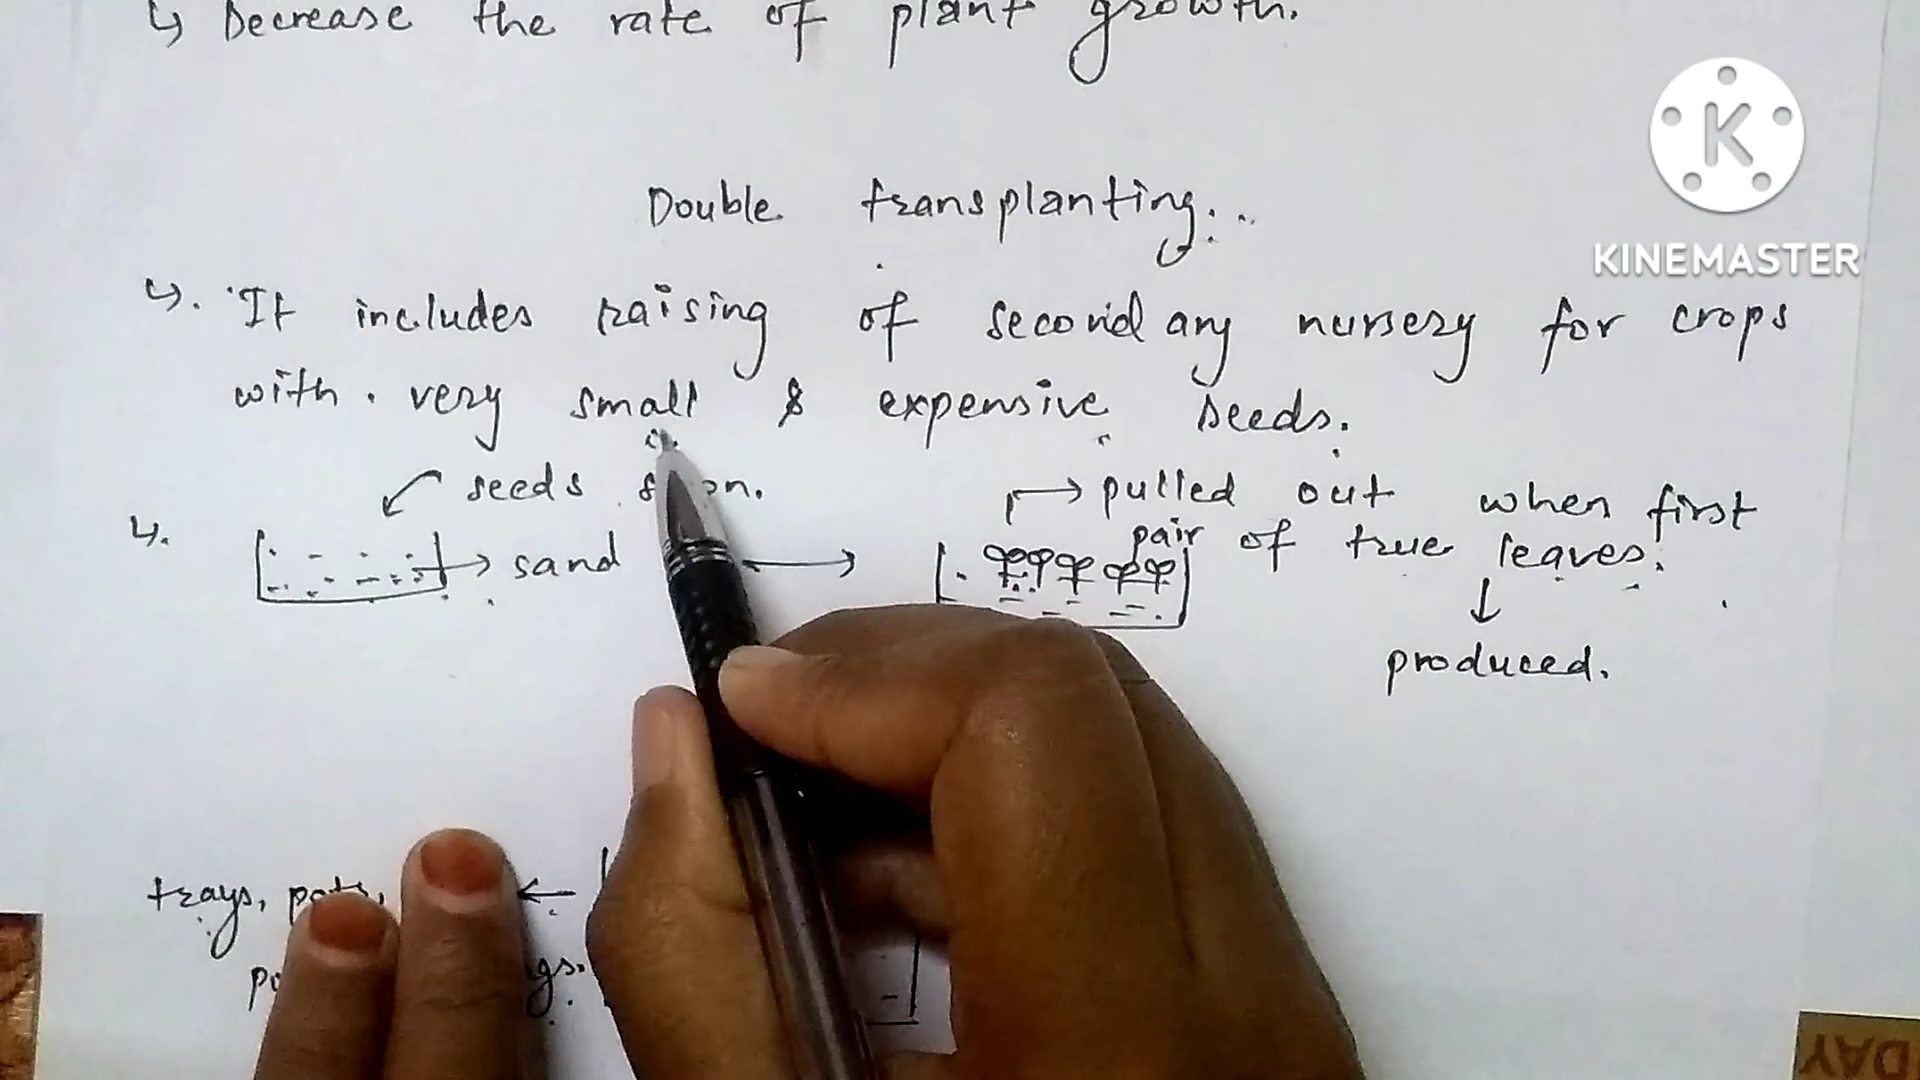 ↳ Decrease the rate of plant growth.
K
KINEMASTER
Double transplanting...
↳. It includes raising of secondary nursery for crops
with. very small & expensive seeds.
seeds
↳.
→ sand
pulled out when first
pair of true leaves.
↓
produced.
trays,
DAY